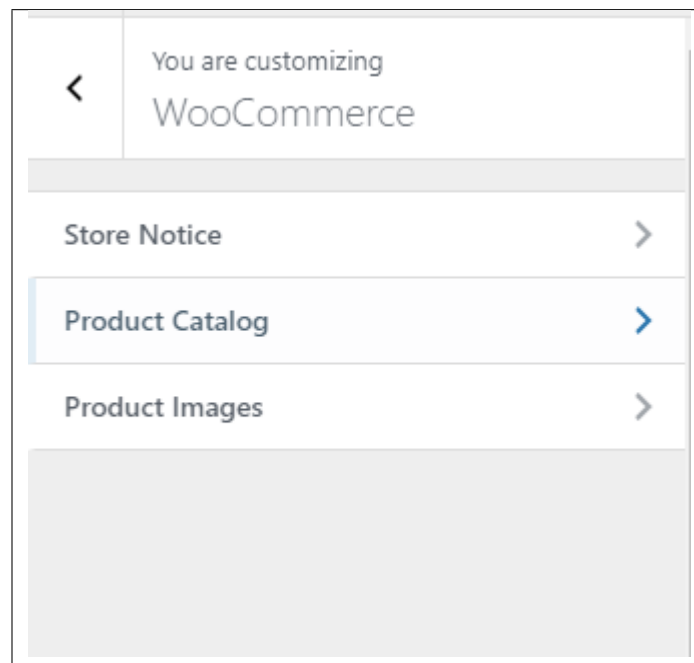 You are customizing
WooCommerce
Store Notice
Product Catalog
Product Images